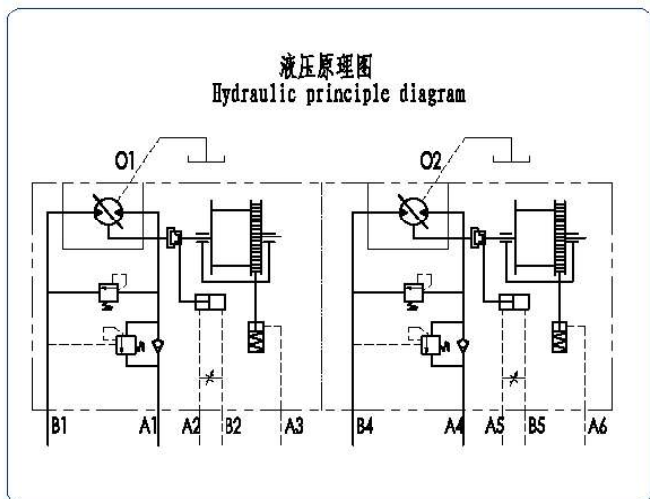 液压原理图
Hydraulic principle diagram
O1 O2
B1 A1 A2 B2 A3 B4 A4 A5 B5 A6